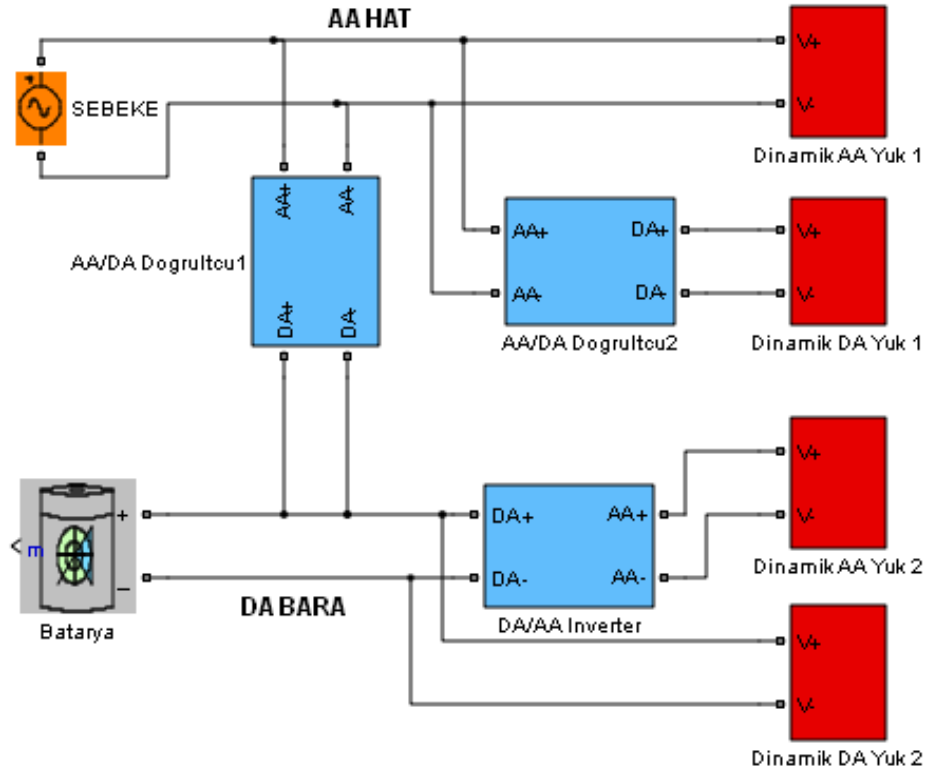 AA HAT
V+
V-
SEBEKE
Dinamik AA Yuk 1
AA+
AA-
AA/DA Dogrultcu1
DA+
DA-
AA+
DA+
AA-
DA-
AA/DA Dogrultcu2
V+
V-
Dinamik DA Yuk 1
V+
V-
Dinamik AA Yuk 2
+
m
−
Batarya
DA BARA
DA+
AA+
DA-
AA-
DA/AA Inverter
V+
V-
Dinamik DA Yuk 2